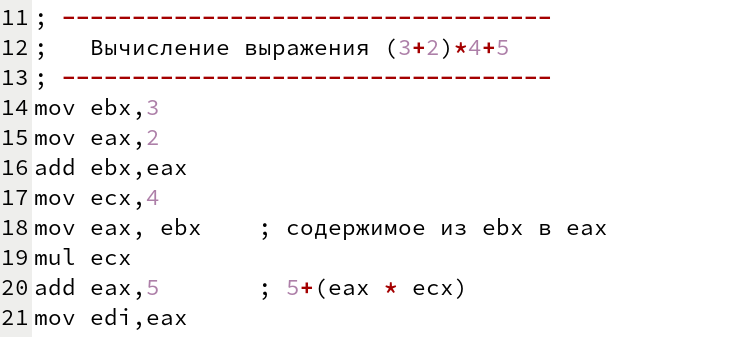 11 ; -----------------------------------
12 ;   Вычисление выражения (3+2)*4+5
13 ; -----------------------------------
14 mov ebx,3
15 mov eax,2
16 add ebx,eax
17 mov ecx,4
18 mov eax, ebx    ; содержимое из ebx в eax
19 mul ecx
20 add eax,5       ; 5+(eax * ecx)
21 mov edi,eax